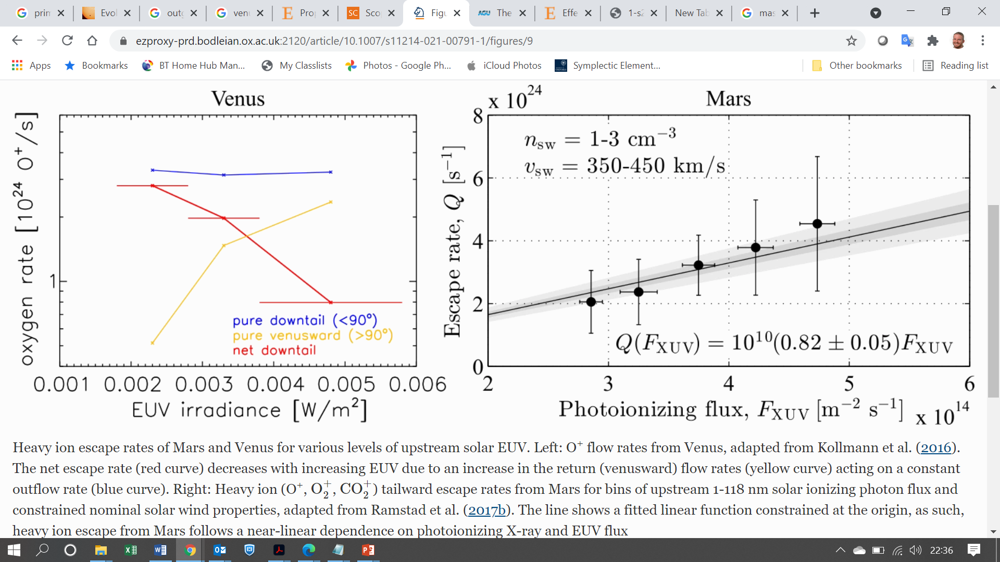 prin
Evol
outg
ven
Pro
Sco
Figu
AGU The
Effe
1-s2
New Tab
mas
ezproxy-prd.bodleian.ox.ac.uk:2120/article/10.1007/s11214-021-00791-1/figures/9
Apps
Bookmarks
BT Home Hub Man...
My Classlists
Photos - Google Ph...
iCloud Photos
Symplectic Element...
Other bookmarks
Reading list
Venus
oxygen rate [10²⁴ O⁺/s]
1
pure downtail (<90°)
pure venusward (>90°)
net downtail
0.001 0.002 0.003 0.004 0.005 0.006
EUV irradiance [W/m²]
x 10²⁴
Mars
Escape rate, Q [s⁻¹]
8
6
4
2
0
n_sw = 1-3 cm⁻³
v_sw = 350-450 km/s
Q(F_XUV) = 10¹⁰(0.82 ± 0.05)F_XUV
2 3 4 5 6
Photoionizing flux, F_XUV [m⁻² s⁻¹] x 10¹⁴
Heavy ion escape rates of Mars and Venus for various levels of upstream solar EUV. Left: O⁺ flow rates from Venus, adapted from Kollmann et al. (2016).
The net escape rate (red curve) decreases with increasing EUV due to an increase in the return (venusward) flow rates (yellow curve) acting on a constant
outflow rate (blue curve). Right: Heavy ion (O⁺, O₂⁺, CO₂⁺) tailward escape rates from Mars for bins of upstream 1-118 nm solar ionizing photon flux and
constrained nominal solar wind properties, adapted from Ramstad et al. (2017b). The line shows a fitted linear function constrained at the origin, as such,
heavy ion escape from Mars follows a near-linear dependence on photoionizing X-ray and EUV flux
22:36